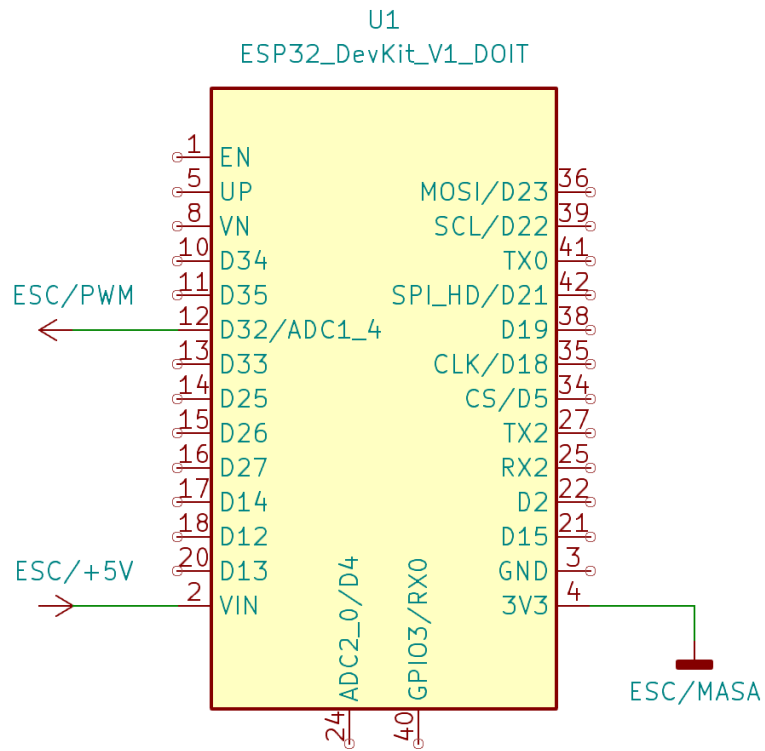 U1
ESP32_DevKit_V1_DOIT
1 EN
5 UP
8 VN
10 D34
11 D35
ESC/PWM
12 D32/ADC1_4
13 D33
14 D25
15 D26
16 D27
17 D14
18 D12
20 D13
ESC/+5V
2 VIN
MOSI/D23 36
SCL/D22 39
TX0 41
SPI_HD/D21 42
D19 38
CLK/D18 35
CS/D5 34
TX2 27
RX2 25
D2 22
D15 21
GND 3
3V3 4
ESC/MASA
ADC2_0/D4
24
GPIO3/RX0
40